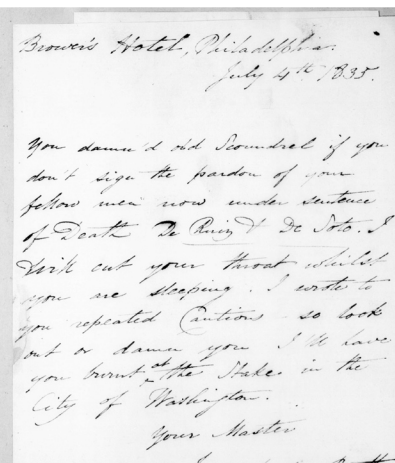 Brower's Hotel, Philadelphia.
July 4th 1835.
You damn'd old Scoundrel if you
don't sign the pardon of your
fellow men now under sentence
of Death De Ruiz & De Soto. I
will cut your throat whilst
you are sleeping. I wrote to
you repeated Cautions so look
out or damn you I'll have
you burnt at the Stake in the
City of Washington.
Your Master